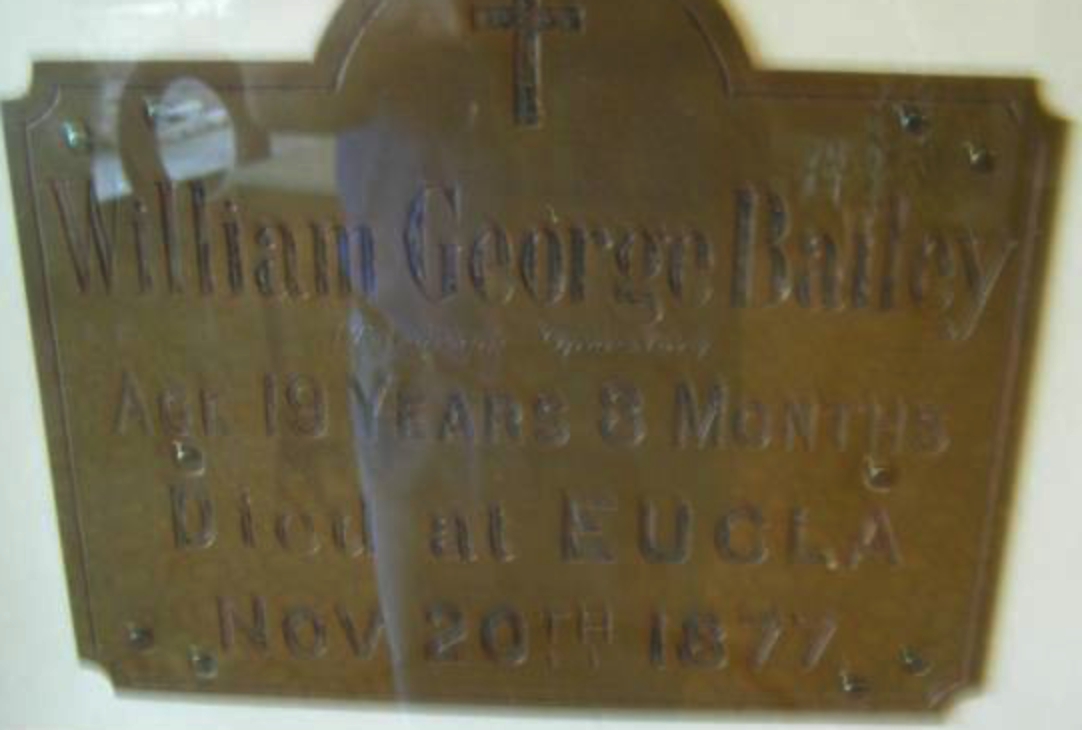 William George Bailey
AGE 19 YEARS 8 MONTHS
Died at EUCLA
NOV 20TH 1877